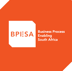 BPESA
Business Process
Enabling
South Africa